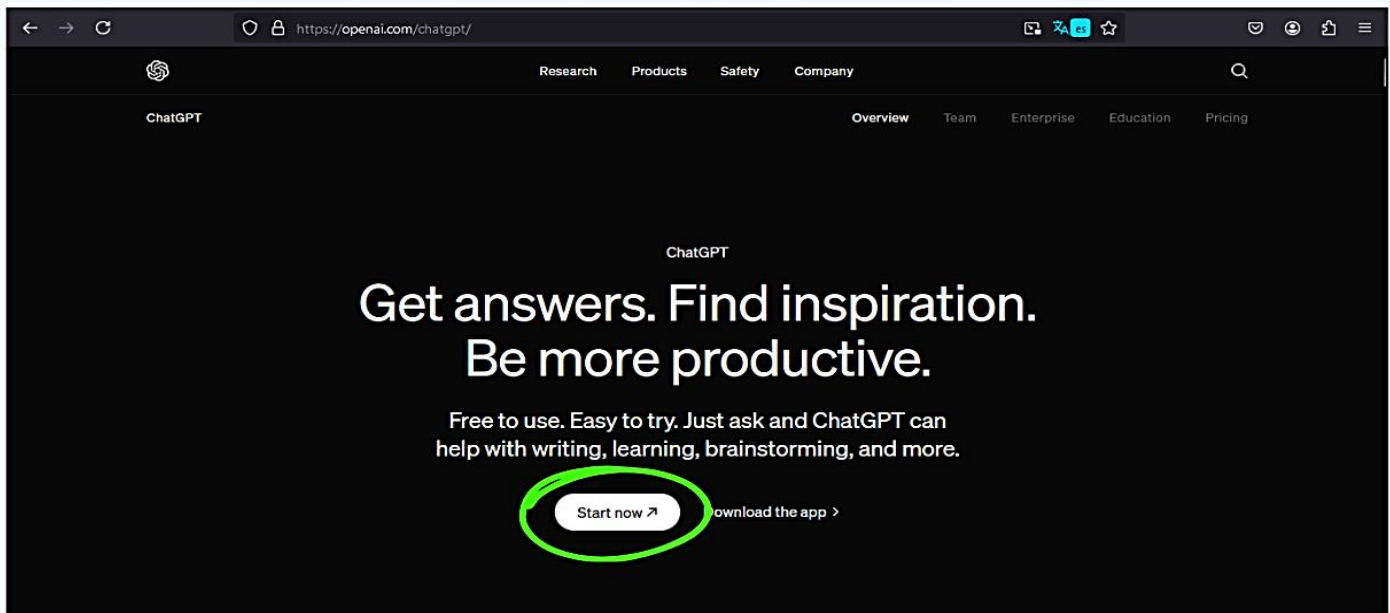 https://openai.com/chatgpt/
es
Research Products Safety Company
ChatGPT Overview Team Enterprise Education Pricing
ChatGPT
Get answers. Find inspiration.
Be more productive.
Free to use. Easy to try. Just ask and ChatGPT can
help with writing, learning, brainstorming, and more.
Start now ↗ ownload the app >